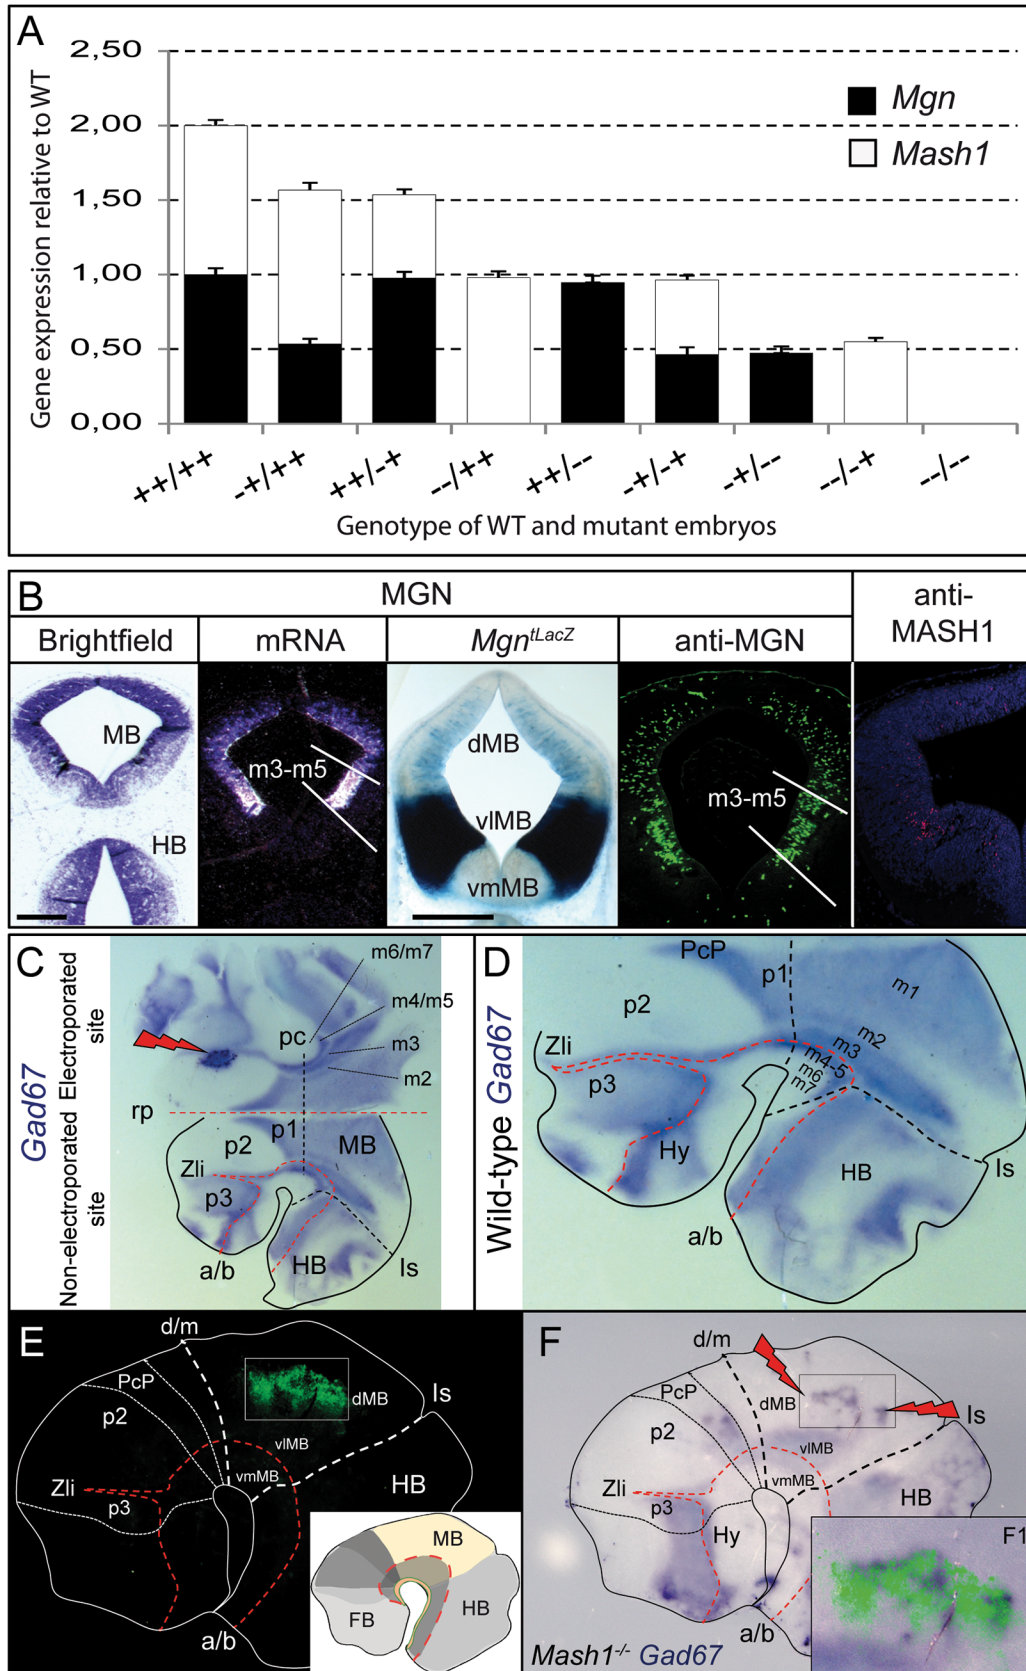 A
2,50
2,00
1,50
1,00
0,50
0,00
Gene expression relative to WT
Mgn
Mash1
++/++
-+/++
++/-+
--/++
++/--
-+/-+
-+/--
--/-+
--/--
Genotype of WT and mutant embryos
B
MGN
anti-
MASH1
Brightfield
mRNA
Mgn^tLacZ
anti-MGN
MB
HB
m3-m5
dMB
vlMB
vmMB
m3-m5
C
Gad67
Non-electroporated site
Electroporated site
m6/m7
m4/m5
m3
m2
pc
rp
p1
p2
MB
Zli
p3
HB
a/b
Is
D
Wild-type Gad67
PcP
p1
p2
m1
m2
m3
m4-5
m6
m7
Zli
p3
Hy
HB
Is
a/b
E
d/m
PcP
p2
dMB
Is
vlMB
vmMB
Zli
p3
HB
a/b
MB
FB
HB
F
d/m
PcP
dMB
p2
Is
vlMB
vmMB
Zli
p3
HB
Hy
a/b
F1
Mash1-/- Gad67